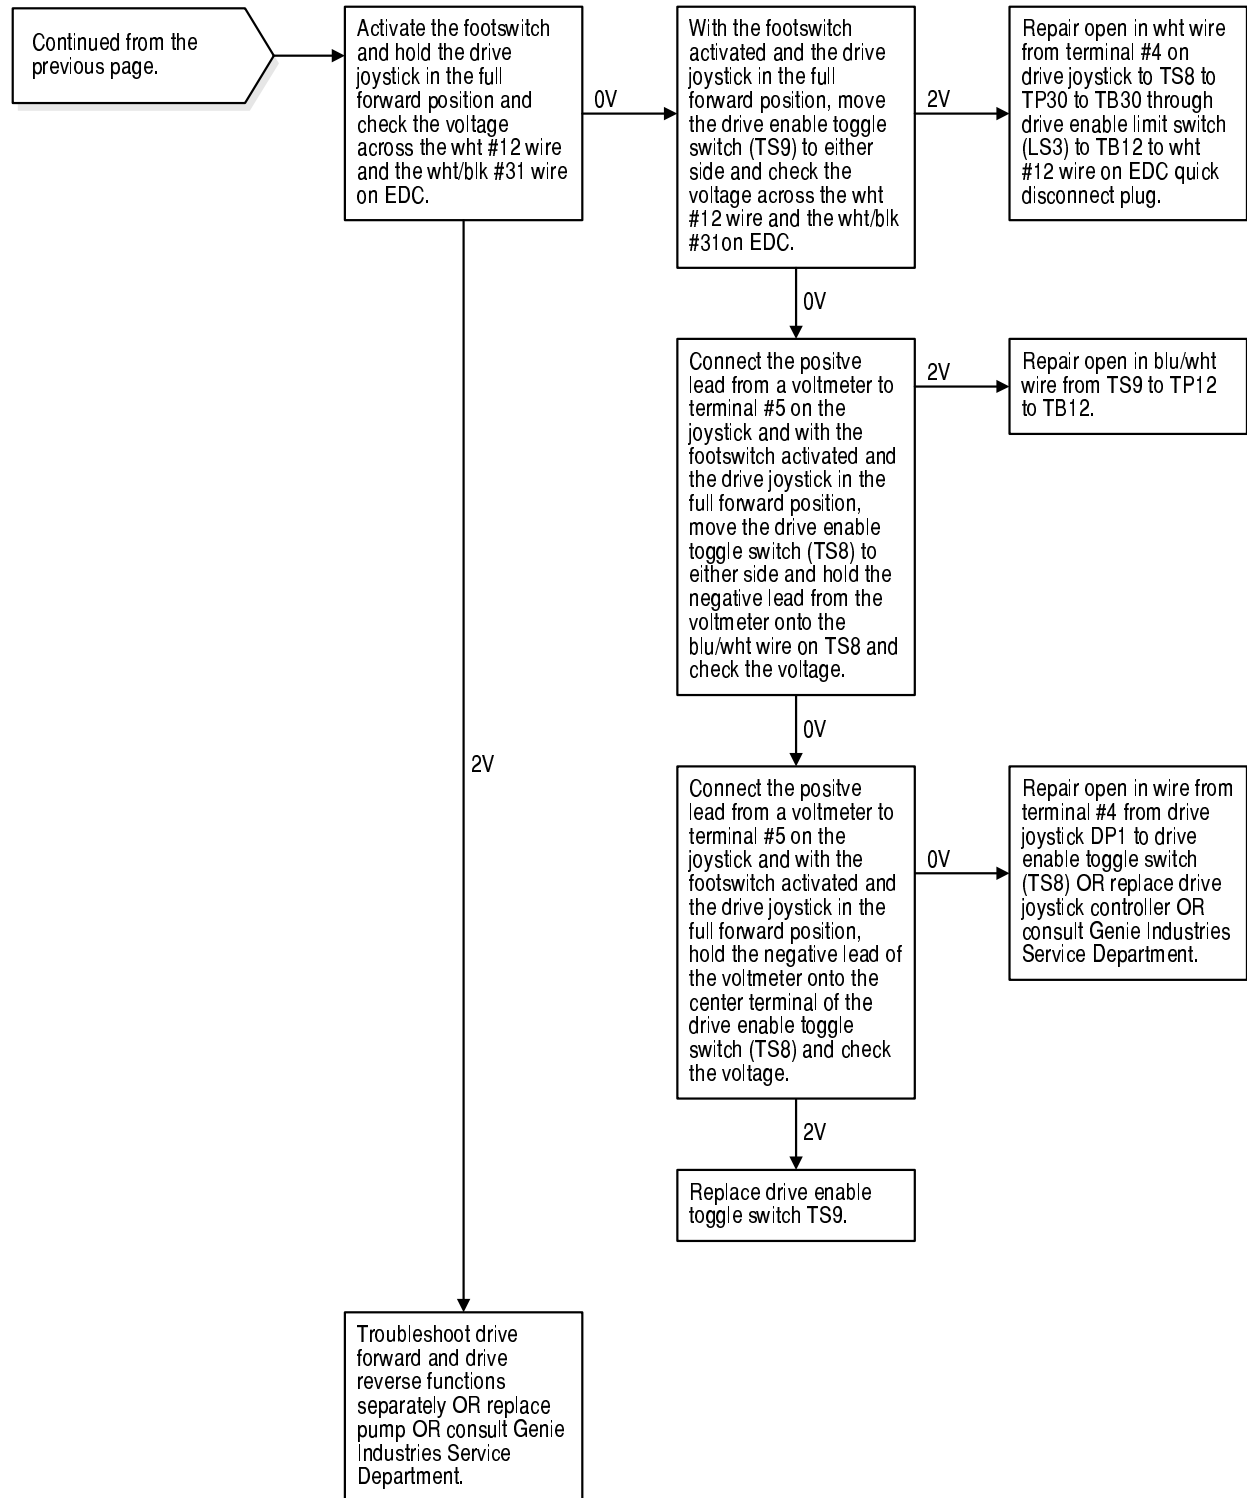 Continued from the
previous page.
Activate the footswitch
and hold the drive
joystick in the full
forward position and
check the voltage
across the wht #12 wire
and the wht/blk #31 wire
on EDC.
0V
With the footswitch
activated and the drive
joystick in the full
forward position, move
the drive enable toggle
switch (TS9) to either
side and check the
voltage across the wht
#12 wire and the wht/blk
#31on EDC.
2V
Repair open in wht wire
from terminal #4 on
drive joystick to TS8 to
TP30 to TB30 through
drive enable limit switch
(LS3) to TB12 to wht
#12 wire on EDC quick
disconnect plug.
0V
Connect the positve
lead from a voltmeter to
terminal #5 on the
joystick and with the
footswitch activated and
the drive joystick in the
full forward position,
move the drive enable
toggle switch (TS8) to
either side and hold the
negative lead from the
voltmeter onto the
blu/wht wire on TS8 and
check the voltage.
2V
Repair open in blu/wht
wire from TS9 to TP12
to TB12.
0V
2V
Connect the positve
lead from a voltmeter to
terminal #5 on the
joystick and with the
footswitch activated and
the drive joystick in the
full forward position,
hold the negative lead of
the voltmeter onto the
center terminal of the
drive enable toggle
switch (TS8) and check
the voltage.
0V
Repair open in wire from
terminal #4 from drive
joystick DP1 to drive
enable toggle switch
(TS8) OR replace drive
joystick controller OR
consult Genie Industries
Service Department.
2V
Replace drive enable
toggle switch TS9.
Troubleshoot drive
forward and drive
reverse functions
separately OR replace
pump OR consult Genie
Industries Service
Department.